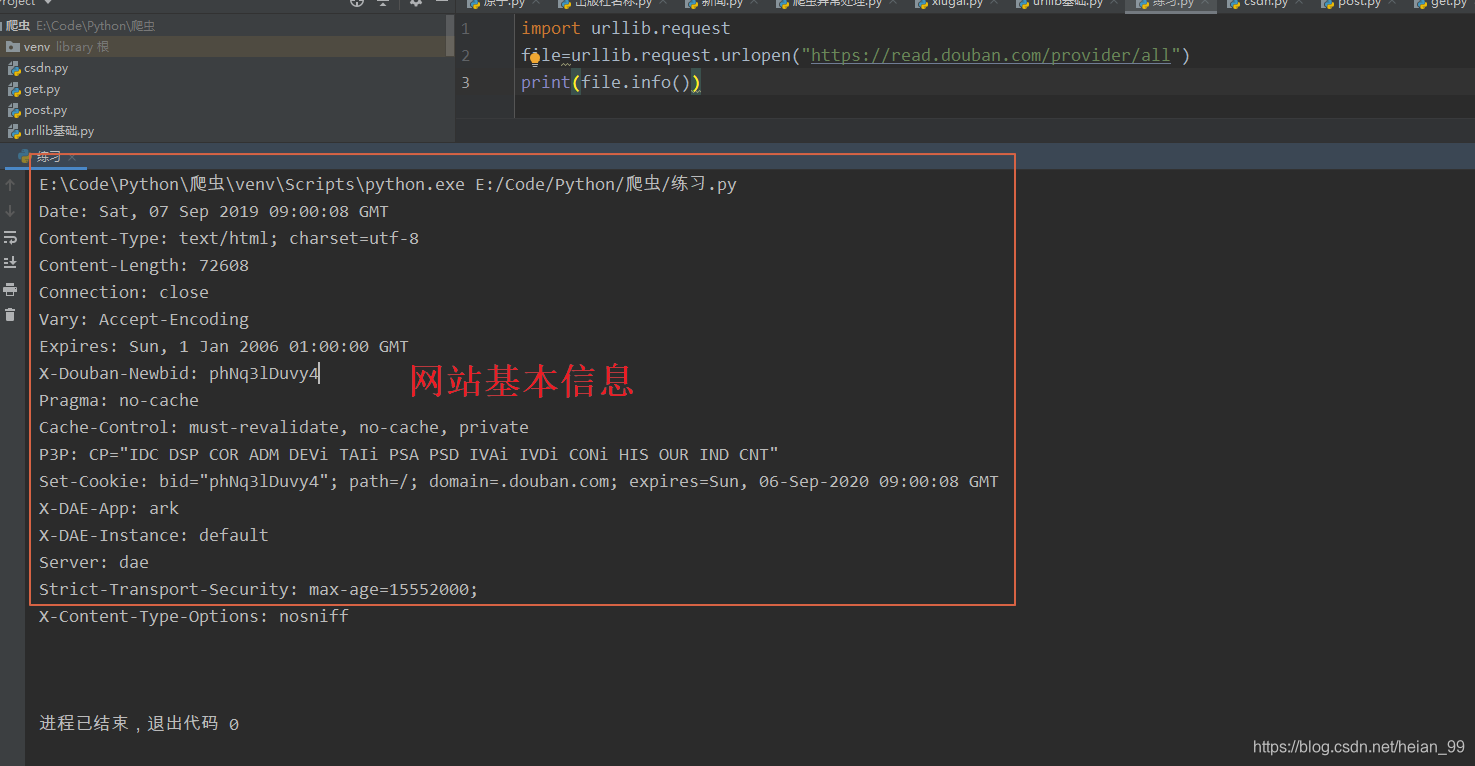 爬虫 E:\Code\Python\爬虫
venv library 根
csdn.py
get.py
post.py
urllib基础.py
出版社名称.py
新闻.py
爬虫异常处理.py
xiugai.py
urllib基础.py
练习.py
csdn.py
post.py
get.py
1 import urllib.request
2 file=urllib.request.urlopen("https://read.douban.com/provider/all")
3 print(file.info())
练习
E:\Code\Python\爬虫\venv\Scripts\python.exe E:/Code/Python/爬虫/练习.py
Date: Sat, 07 Sep 2019 09:00:08 GMT
Content-Type: text/html; charset=utf-8
Content-Length: 72608
Connection: close
Vary: Accept-Encoding
Expires: Sun, 1 Jan 2006 01:00:00 GMT
X-Douban-Newbid: phNq3lDuvy4
网站基本信息
Pragma: no-cache
Cache-Control: must-revalidate, no-cache, private
P3P: CP="IDC DSP COR ADM DEVi TAIi PSA PSD IVAi IVDi CONi HIS OUR IND CNT"
Set-Cookie: bid="phNq3lDuvy4"; path=/; domain=.douban.com; expires=Sun, 06-Sep-2020 09:00:08 GMT
X-DAE-App: ark
X-DAE-Instance: default
Server: dae
Strict-Transport-Security: max-age=15552000;
X-Content-Type-Options: nosniff
进程已结束，退出代码 0
https://blog.csdn.net/heian_99